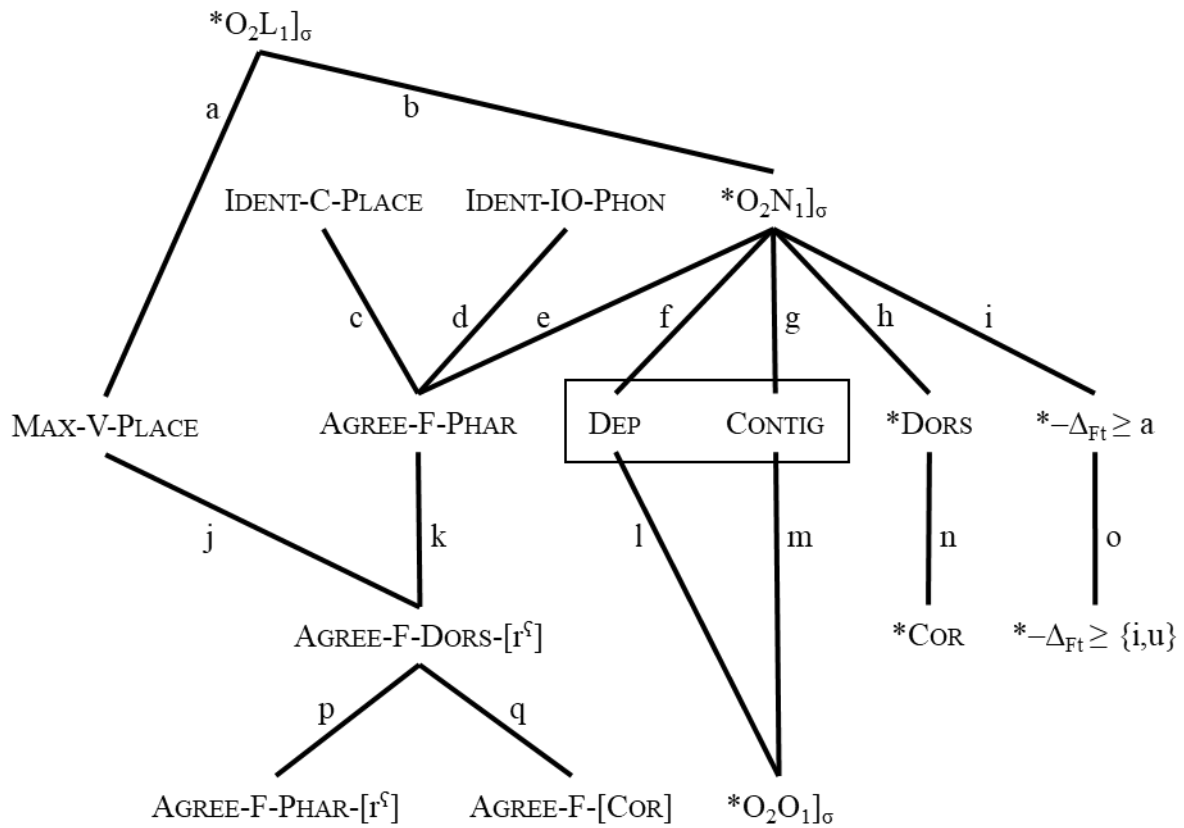 *O₂L₁]σ
a
b
IDENT-C-PLACE IDENT-IO-PHON *O₂N₁]σ
c d e f g h i
MAX-V-PLACE AGREE-F-PHAR DEP CONTIG *DORS *–ΔFt ≥ a
j k l m n o
AGREE-F-DORS-[rˤ] *COR *–ΔFt ≥ {i,u}
p q
AGREE-F-PHAR-[rˤ] AGREE-F-[COR] *O₂O₁]σ